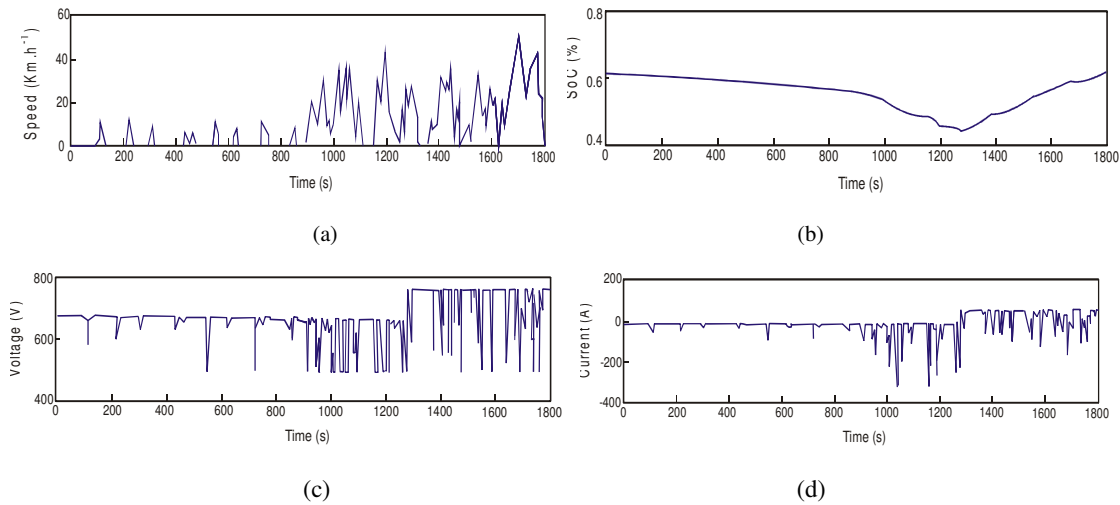 60
40
20
0
Speed (Km.h⁻¹)
0 200 400 600 800 1000 1200 1400 1600 1800
Time (s)
(a)
0.8
0.6
0.4
SoC (%)
0 200 400 600 800 1000 1200 1400 1600 1800
Time (s)
(b)
800
600
400
Voltage (V)
0 200 400 600 800 1000 1200 1400 1600 1800
Time (s)
(c)
200
0
-200
-400
Current (A)
0 200 400 600 800 1000 1200 1400 1600 1800
Time (s)
(d)